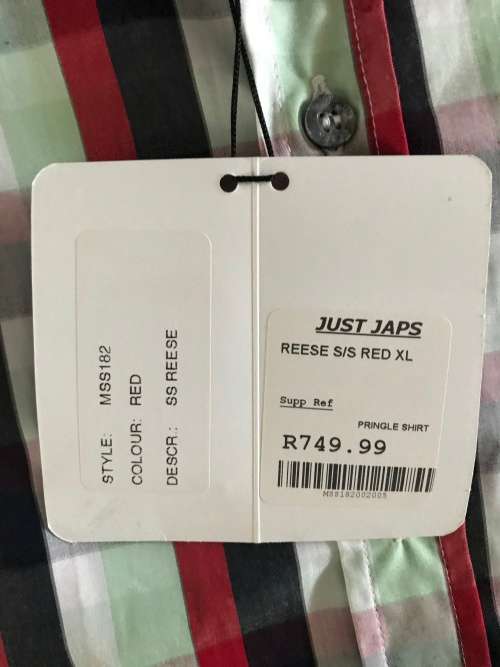 STYLE: MSS182
COLOUR: RED
DESCR.: SS REESE
JUST JAPS
REESE S/S RED XL
Supp Ref
PRINGLE SHIRT
R749.99
MSS182002005